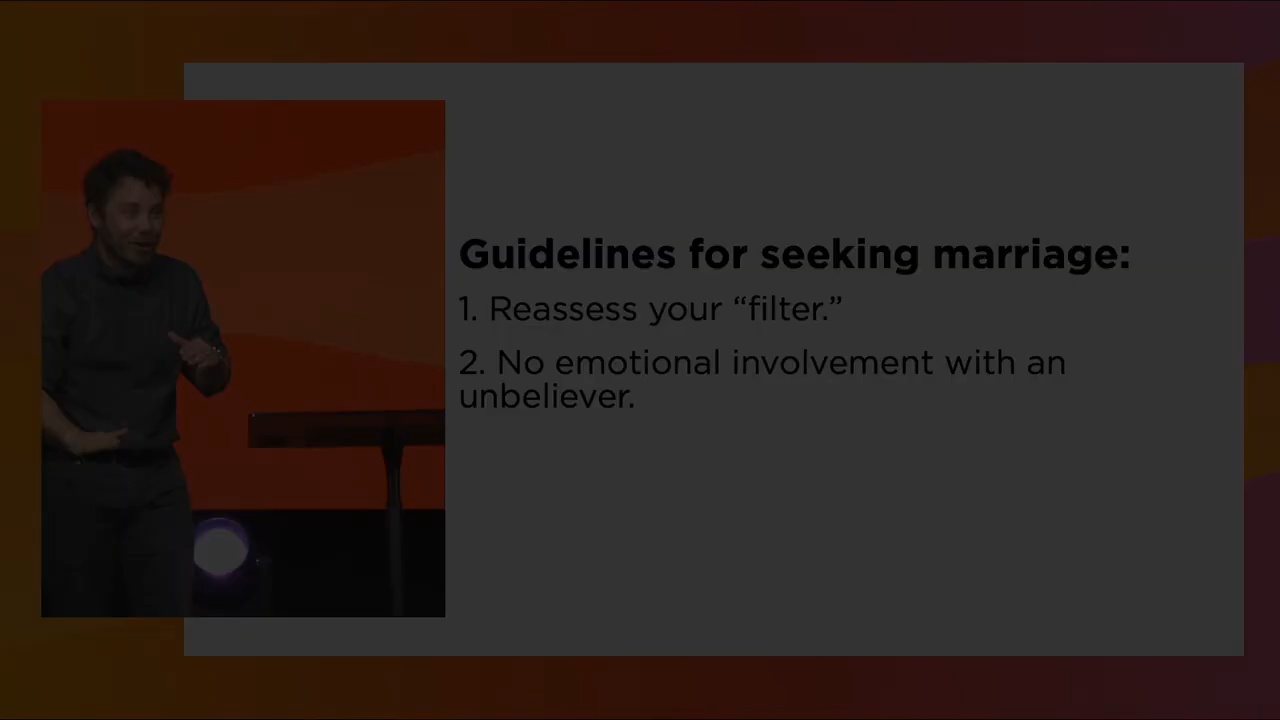 Guidelines for seeking marriage:
1. Reassess your “filter.”
2. No emotional involvement with an
unbeliever.